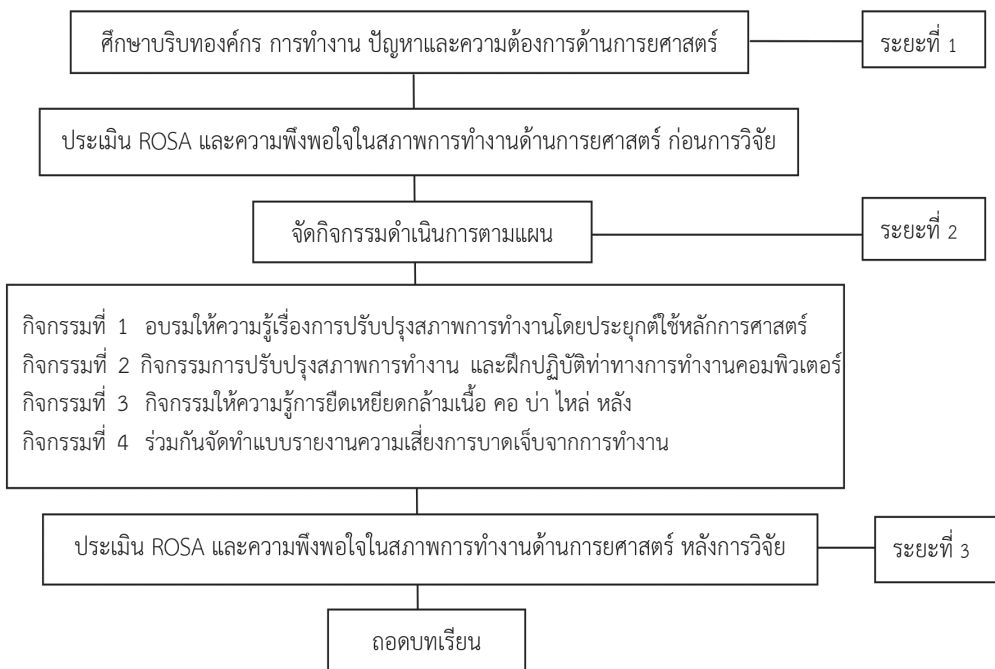 ศึกษาบริบทองค์กร การทำงาน ปัญหาและความต้องการด้านการยศาสตร์
ระยะที่ 1
ประเมิน ROSA และความพึงพอใจในสภาพการทำงานด้านการยศาสตร์ ก่อนการวิจัย
จัดกิจกรรมดำเนินการตามแผน
ระยะที่ 2
กิจกรรมที่ 1 อบรมให้ความรู้เรื่องการปรับปรุงสภาพการทำงานโดยประยุกต์ใช้หลักการศาสตร์
กิจกรรมที่ 2 กิจกรรมการปรับปรุงสภาพการทำงาน และฝึกปฏิบัติท่าทางการทำงานคอมพิวเตอร์
กิจกรรมที่ 3 กิจกรรมให้ความรู้การยืดเหยียดกล้ามเนื้อ คอ บ่า ไหล่ หลัง
กิจกรรมที่ 4 ร่วมกันจัดทำแบบรายงานความเสี่ยงการบาดเจ็บจากการทำงาน
ประเมิน ROSA และความพึงพอใจในสภาพการทำงานด้านการยศาสตร์ หลังการวิจัย
ระยะที่ 3
ถอดบทเรียน